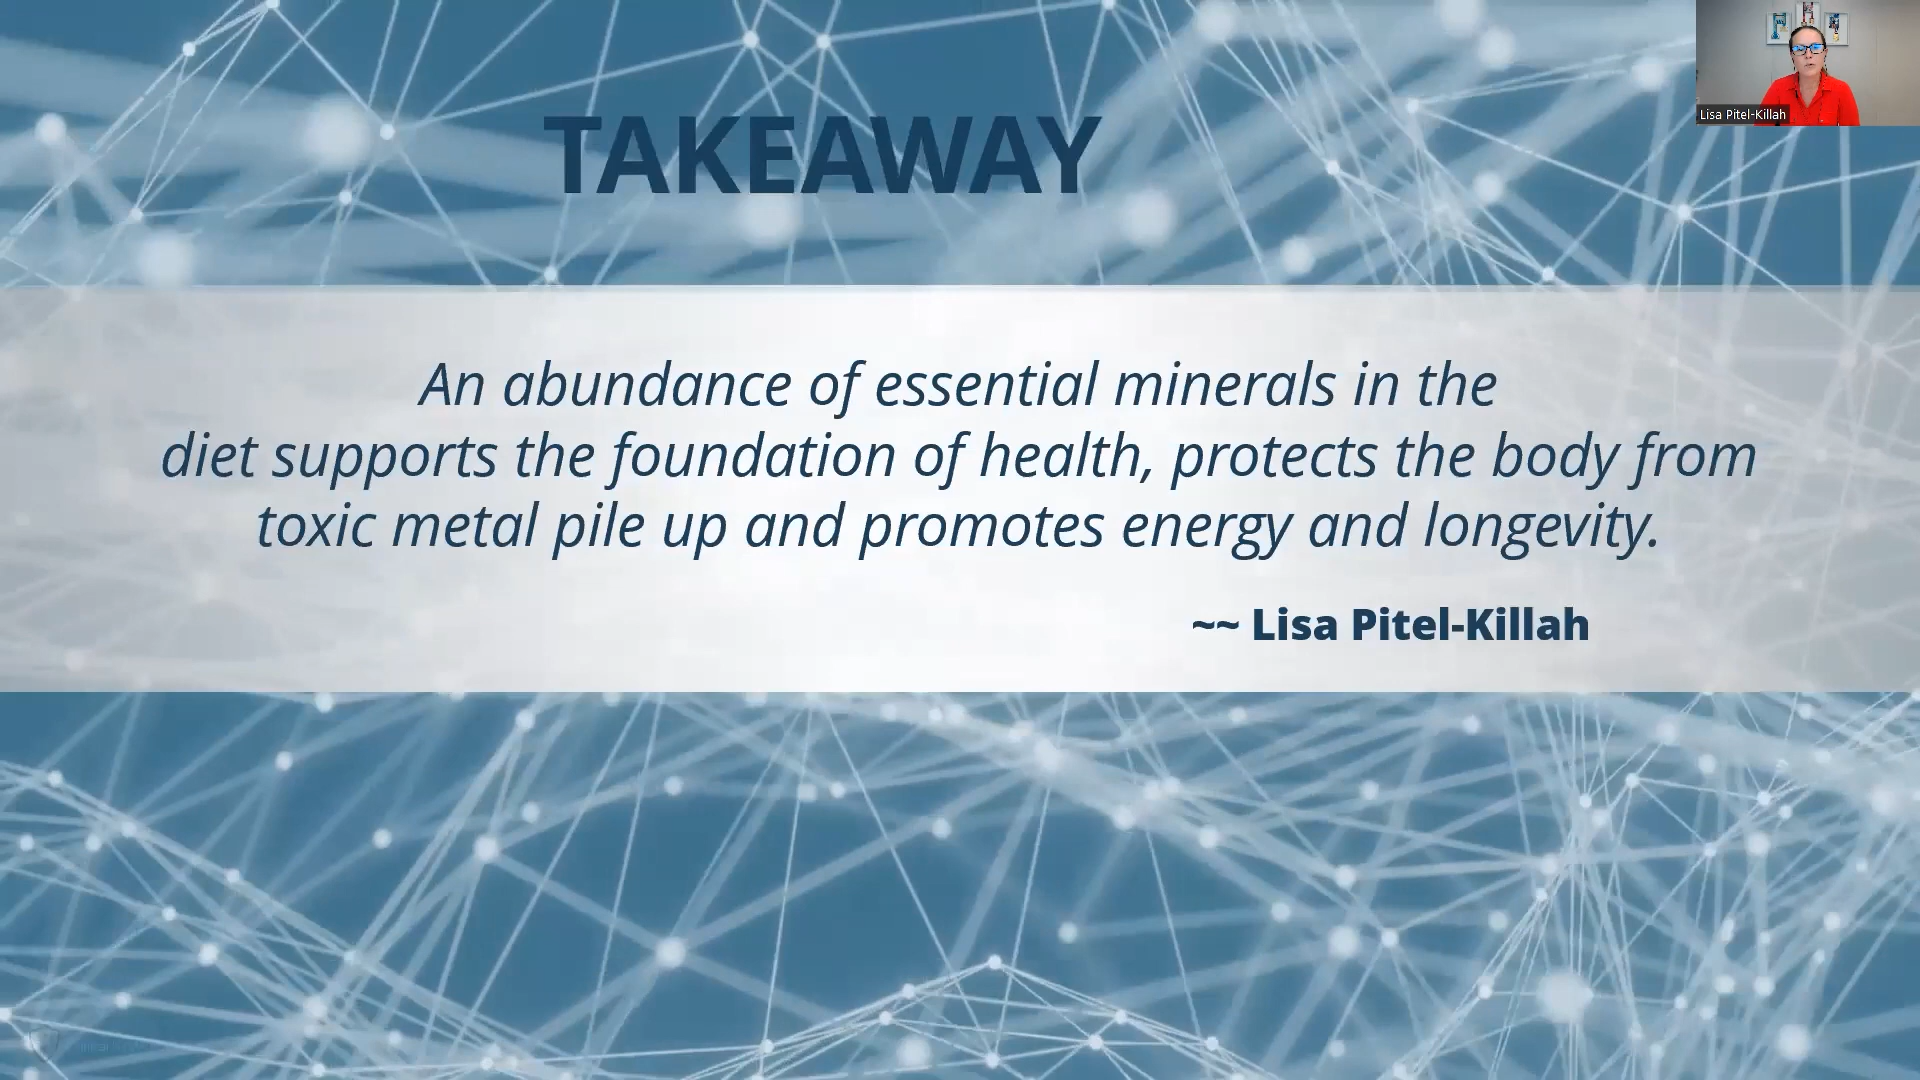 Lisa Pitel-Killah
TAKEAWAY
An abundance of essential minerals in the
diet supports the foundation of health, protects the body from
toxic metal pile up and promotes energy and longevity.
~~ Lisa Pitel-Killah